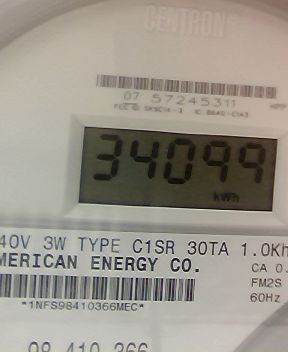 CENTRON®
07 57245311
34099
kWh
40V 3W TYPE C1SR 30TA 1.0Kh
MERICAN ENERGY CO.
CA 0.
FM2S
60Hz
*1NFS98410366MEC*
98 410 366